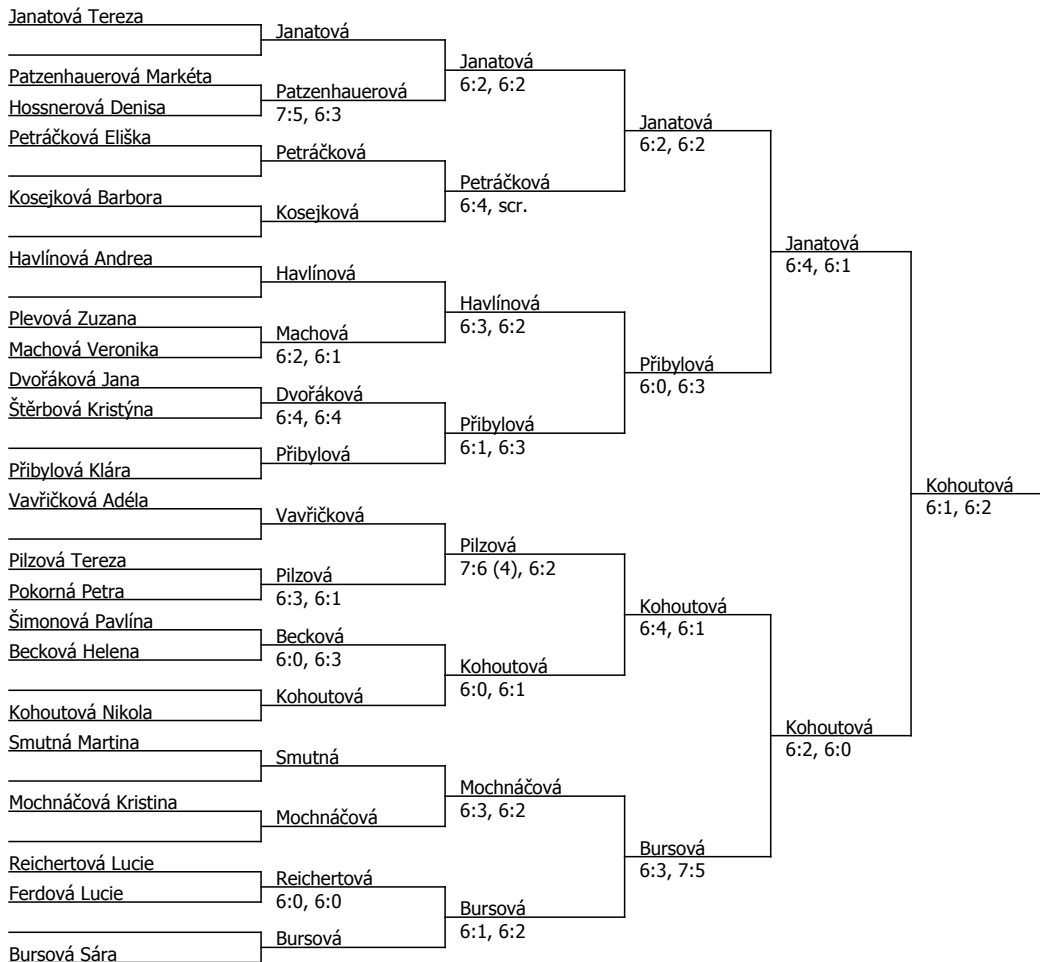 Janatová Tereza
Patzenhauerová Markéta
Hossnerová Denisa
Petráčková Eliška
Kosejková Barbora
Havlínová Andrea
Plevová Zuzana
Machová Veronika
Dvořáková Jana
Štěrbová Kristýna
Přibylová Klára
Vavřičková Adéla
Pilzová Tereza
Pokorná Petra
Šimonová Pavlína
Becková Helena
Kohoutová Nikola
Smutná Martina
Mochnáčová Kristina
Reichertová Lucie
Ferdová Lucie
Bursová Sára
Janatová
Patzenhauerová
7:5, 6:3
Petráčková
Kosejková
Havlínová
Machová
6:2, 6:1
Dvořáková
6:4, 6:4
Přibylová
Vavřičková
Pilzová
6:3, 6:1
Becková
6:0, 6:3
Kohoutová
Smutná
Mochnáčová
Reichertová
6:0, 6:0
Bursová
Janatová
6:2, 6:2
Petráčková
6:4, scr.
Havlínová
6:3, 6:2
Přibylová
6:1, 6:3
Pilzová
7:6 (4), 6:2
Kohoutová
6:0, 6:1
Mochnáčová
6:3, 6:2
Bursová
6:1, 6:2
Janatová
6:2, 6:2
Přibylová
6:0, 6:3
Kohoutová
6:4, 6:1
Bursová
6:3, 7:5
Janatová
6:4, 6:1
Kohoutová
6:2, 6:0
Kohoutová
6:1, 6:2